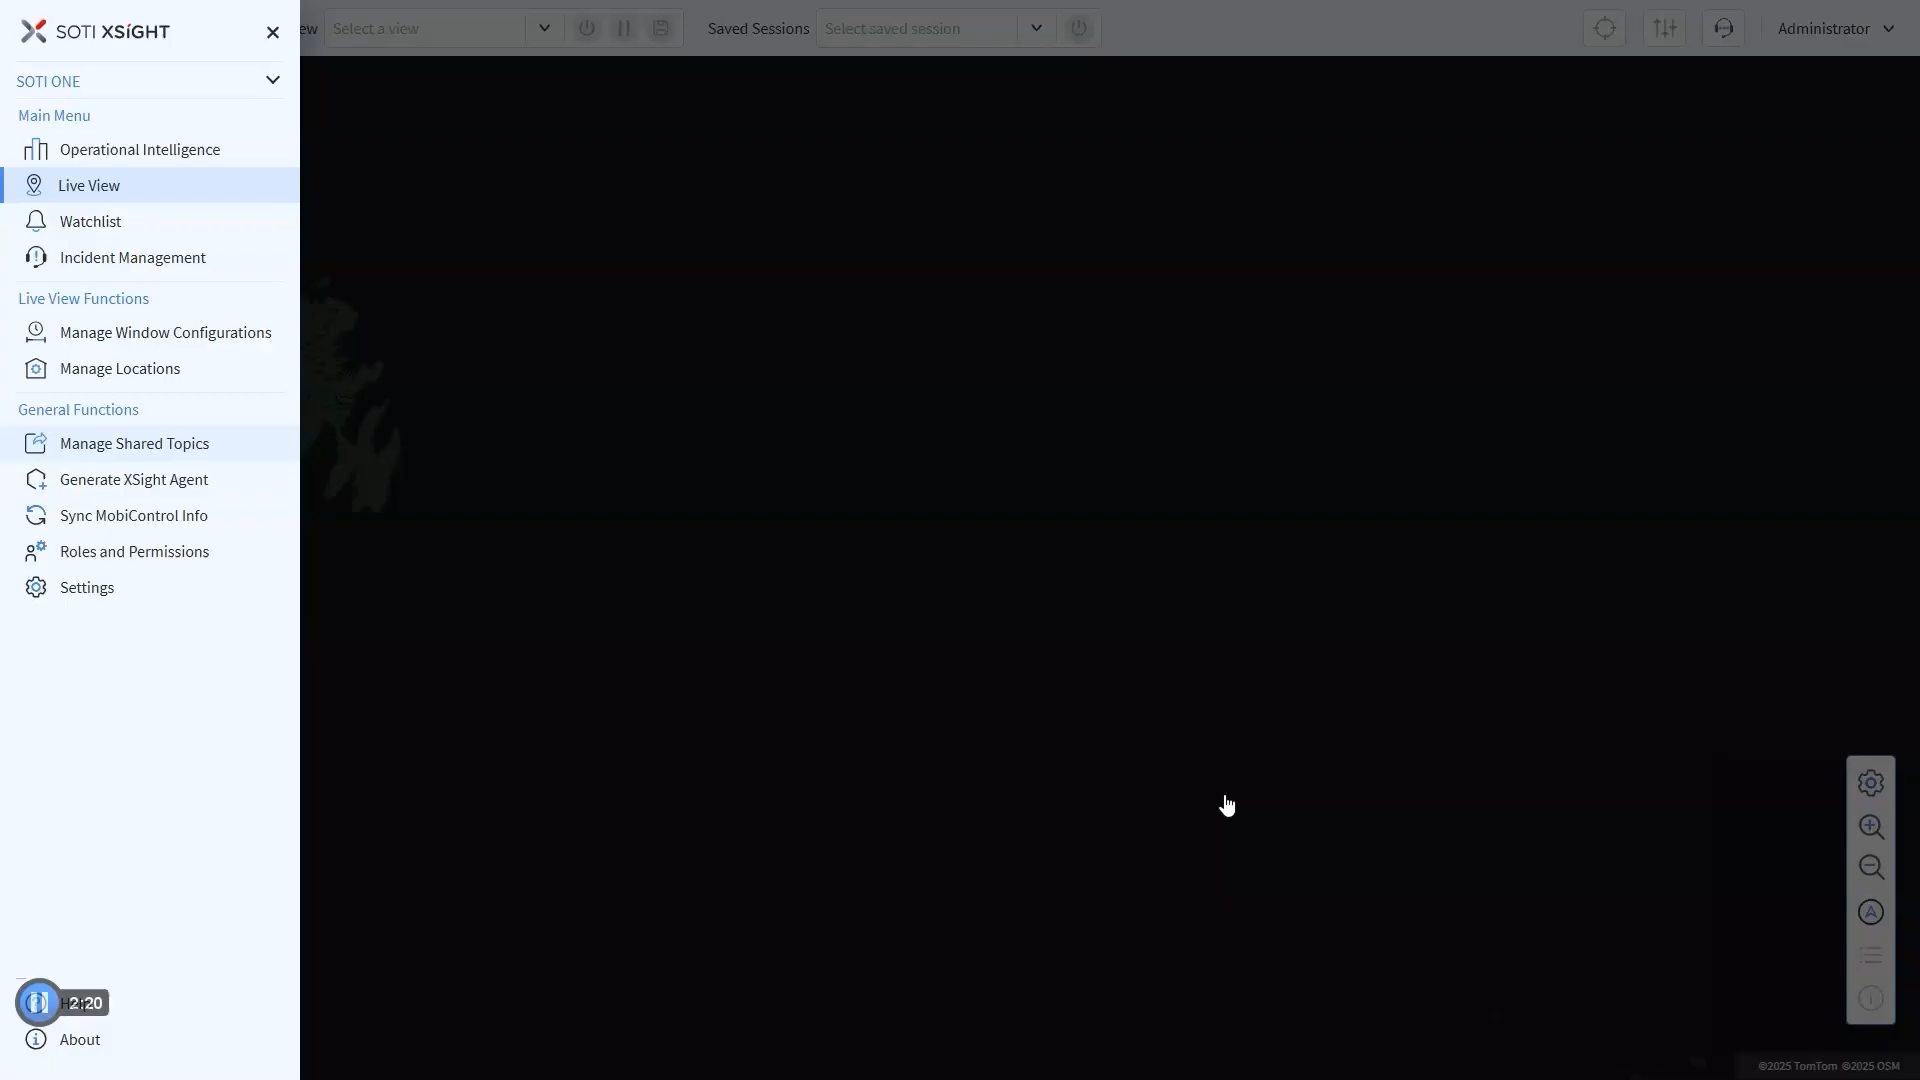 SOTI XSIGHT
ew
Select a view
Saved Sessions
Select saved session
Administrator
SOTI ONE
Main Menu
Operational Intelligence
Live View
Watchlist
Incident Management
Live View Functions
Manage Window Configurations
Manage Locations
General Functions
Manage Shared Topics
Generate XSight Agent
Sync MobiControl Info
Roles and Permissions
Settings
2:20
About
©2025 TomTom ©2025 OSM